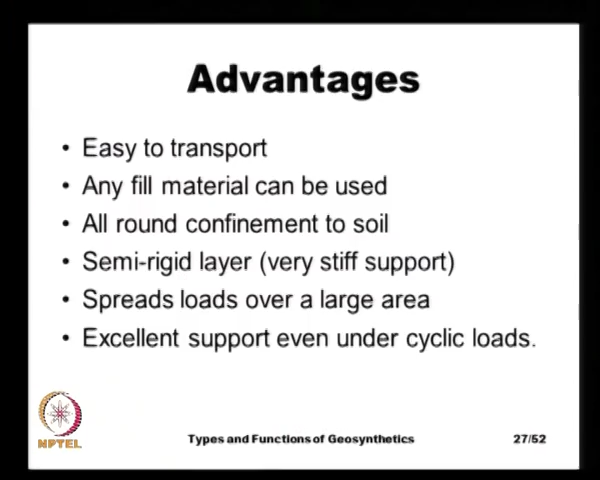 Advantages
• Easy to transport
• Any fill material can be used
• All round confinement to soil
• Semi-rigid layer (very stiff support)
• Spreads loads over a large area
• Excellent support even under cyclic loads.
NPTEL
Types and Functions of Geosynthetics
27/52